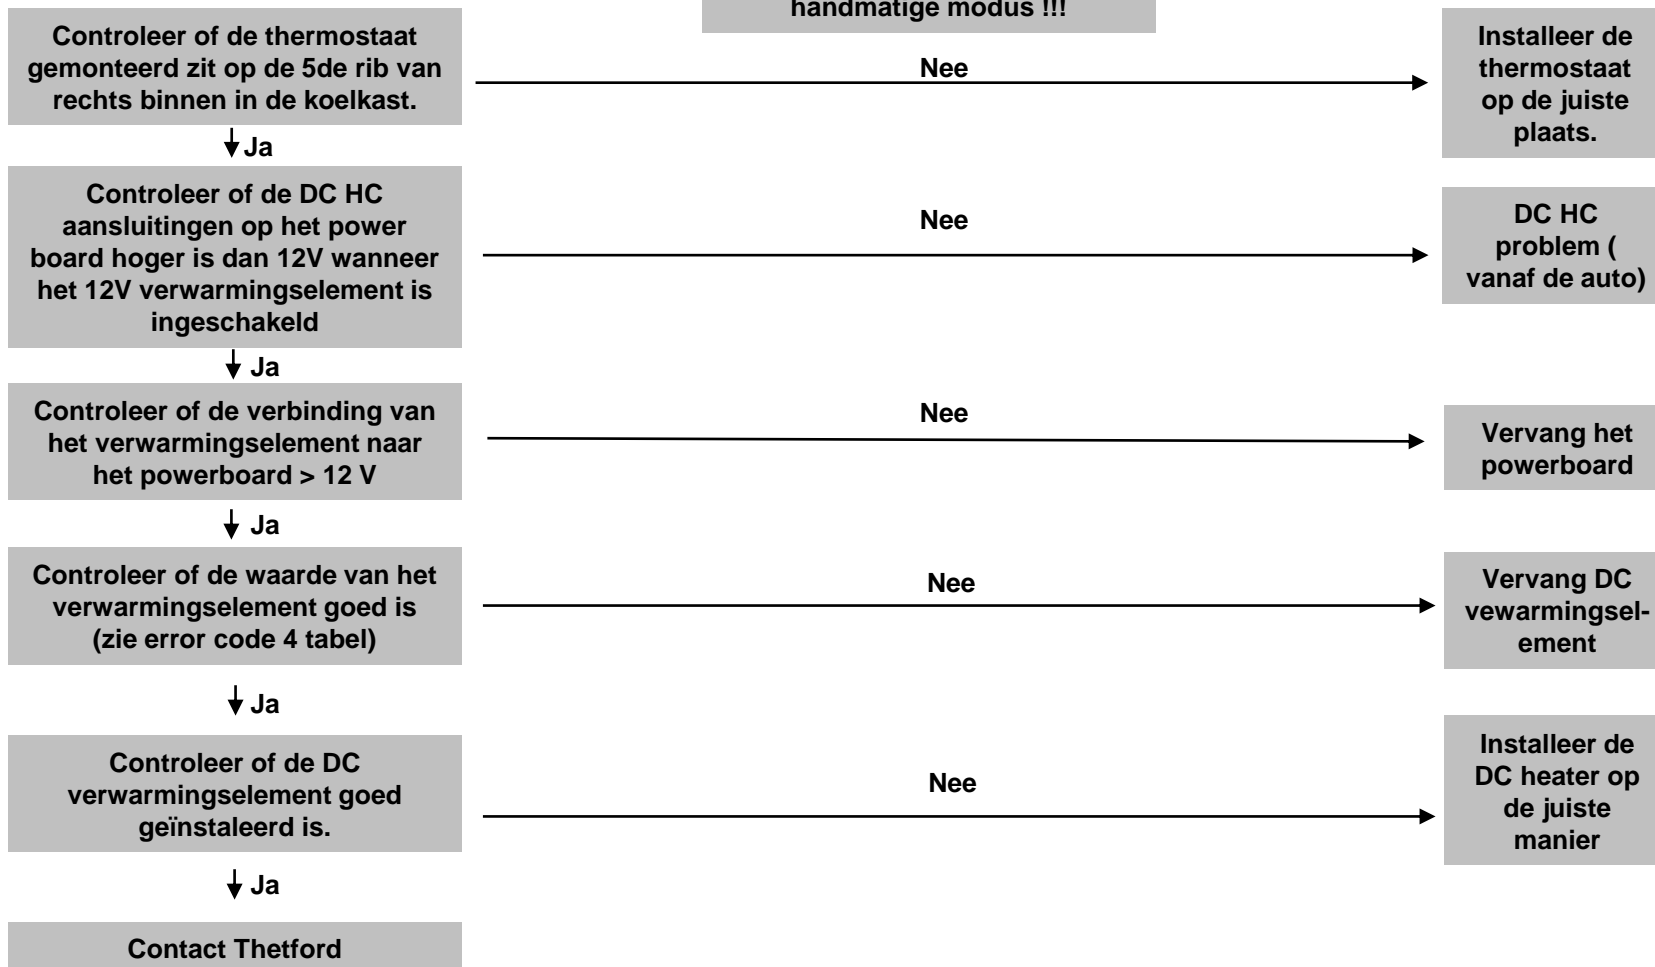 handmatige modus !!!
Controleer of de thermostaat
gemonteerd zit op de 5de rib van
rechts binnen in de koelkast.
Nee
Installeer de
thermostaat
op de juiste
plaats.
Ja
Controleer of de DC HC
aansluitingen op het power
board hoger is dan 12V wanneer
het 12V verwarmingselement is
ingeschakeld
Nee
DC HC
problem (
vanaf de auto)
Ja
Controleer of de verbinding van
het verwarmingselement naar
het powerboard > 12 V
Nee
Vervang het
powerboard
Ja
Controleer of de waarde van het
verwarmingselement goed is
(zie error code 4 tabel)
Nee
Vervang DC
vewarmingsel-
ement
Ja
Controleer of de DC
verwarmingselement goed
geïnstaleerd is.
Nee
Installeer de
DC heater op
de juiste
manier
Ja
Contact Thetford